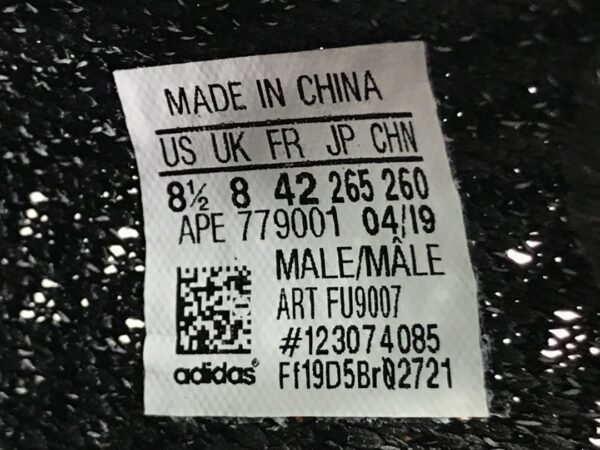 MADE IN CHINA
US UK FR JP CHN
8½ 8 42 265 260
APE 779001 04/19
MALE/MÂLE
ART FU9007
#123074085
adidas® Ff19D5Br02721